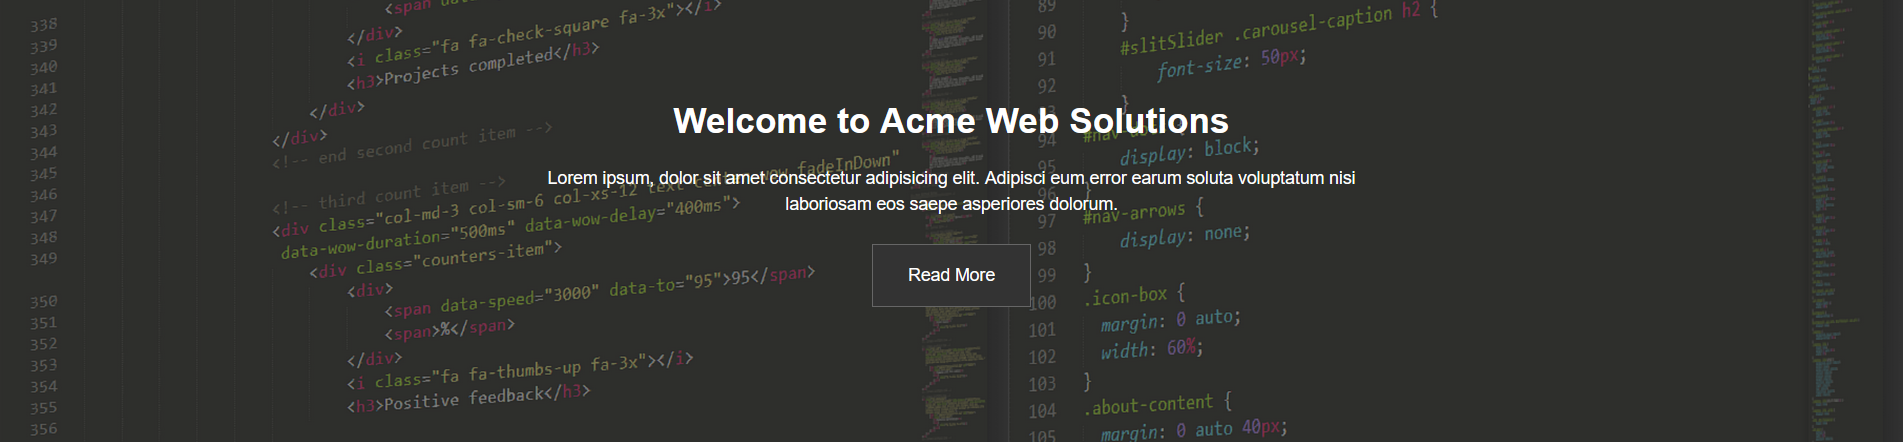 338
339
340
341
342
343
344
345
346
347
348
349
350
351
352
353
354
355
356
<span
</div>
<i class="fa fa-check-square fa-3x"></i>
<h3>Projects completed</h3>
</div>
</div>
<!-- end second count item -->
<!-- third count item -->
<div class="col-md-3 col-sm-6 col-xs-12 text wow fadeInDown"
data-wow-duration="500ms" data-wow-delay="400ms">
<div class="counters-item">
<div>
<span data-speed="3000" data-to="95">95</span>
<span>%</span>
</div>
<i class="fa fa-thumbs-up fa-3x"></i>
<h3>Positive feedback</h3>
Welcome to Acme Web Solutions
Lorem ipsum, dolor sit amet consectetur adipisicing elit. Adipisci eum error earum soluta voluptatum nisi
laboriosam eos saepe asperiores dolorum.
Read More
89
90 }
91 #slitSlider .carousel-caption h2 {
92 font-size: 50px;
}
94 {
95 display: block;
96 }
97 #nav-arrows {
98 display: none;
99 }
100 .icon-box {
101 margin: 0 auto;
102 width: 60%;
103 }
104 .about-content {
105 margin: 0 auto 40px;